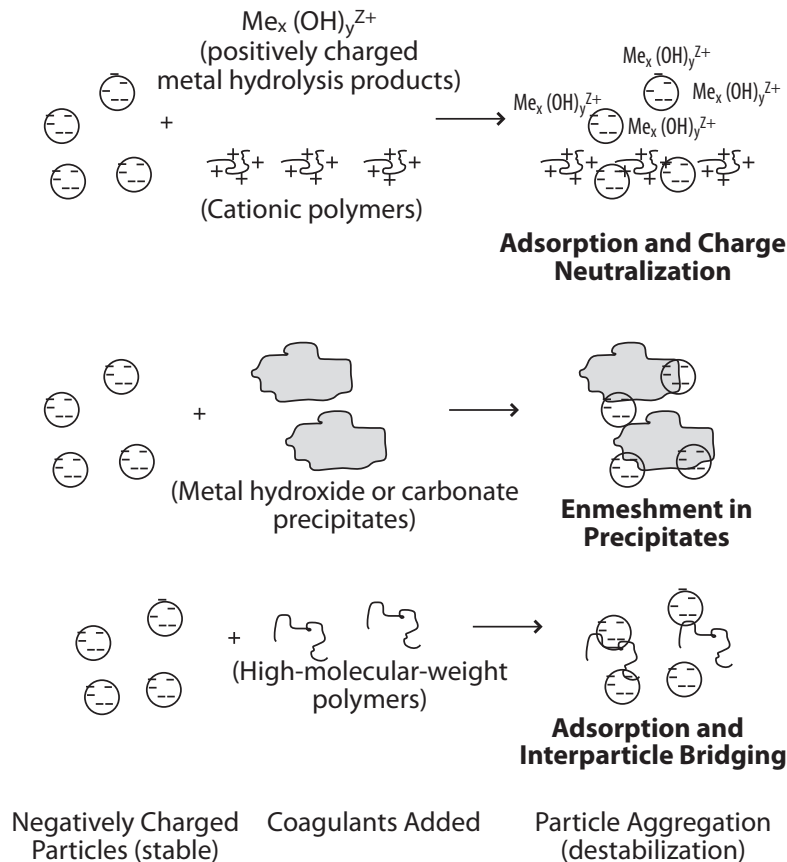 Meₓ (OH)ᵧᶻ⁺
(positively charged
metal hydrolysis products)
+
(Cationic polymers)
Meₓ (OH)ᵧᶻ⁺
Meₓ (OH)ᵧᶻ⁺
Meₓ (OH)ᵧᶻ⁺
Meₓ (OH)ᵧᶻ⁺
Adsorption and Charge
Neutralization
+
(Metal hydroxide or carbonate
precipitates)
Enmeshment in
Precipitates
+
(High-molecular-weight
polymers)
Adsorption and
Interparticle Bridging
Negatively Charged
Particles (stable)
Coagulants Added
Particle Aggregation
(destabilization)